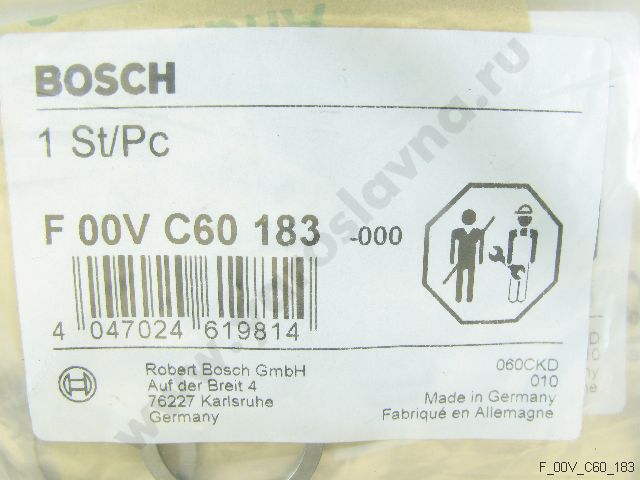 BOSCH
1 St/Pc
F 00V C60 183 -000
4 047024 619814
Robert Bosch GmbH
Auf der Breit 4
76227 Karlsruhe
Germany
060CKD
010
Made in Germany
Fabriqué en Allemagne
F_00V_C60_183